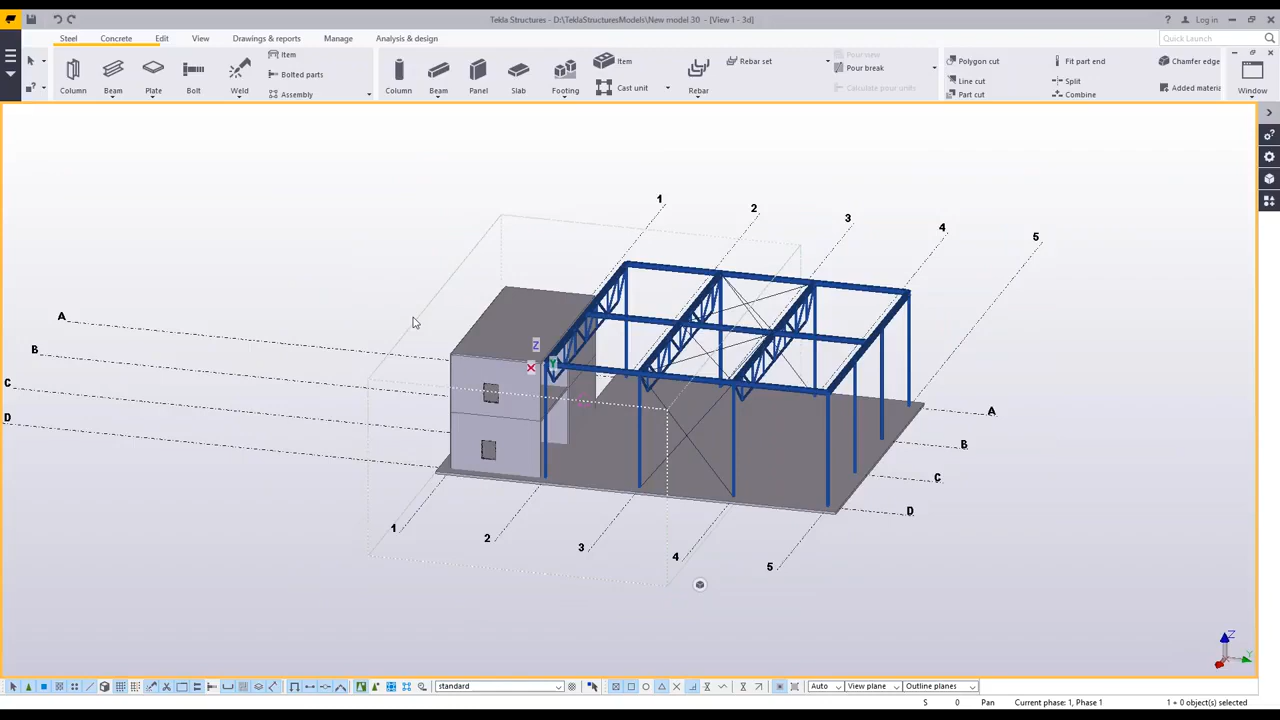 Tekla Structures - D:\TeklaStructuresModels\New model 30 - [View 1 - 3d]
? Log in
Steel Concrete Edit View Drawings & reports Manage Analysis & design
Quick Launch
Column Beam Plate Bolt Weld
Item
Bolted parts
Assembly
Column Beam Panel Slab Footing
Item
Cast unit
Rebar
Rebar set
Pour view
Pour break
Calculate pour units
Polygon cut
Line cut
Part cut
Fit part end
Split
Combine
Chamfer edge
Added materia
Window
1
2
3
4
5
A
B
C
D
Z
Y
A
B
C
D
1
2
3
4
5
Z
Y
standard
Auto View plane Outline planes
S 0 Pan Current phase: 1, Phase 1 1 + 0 object(s) selected